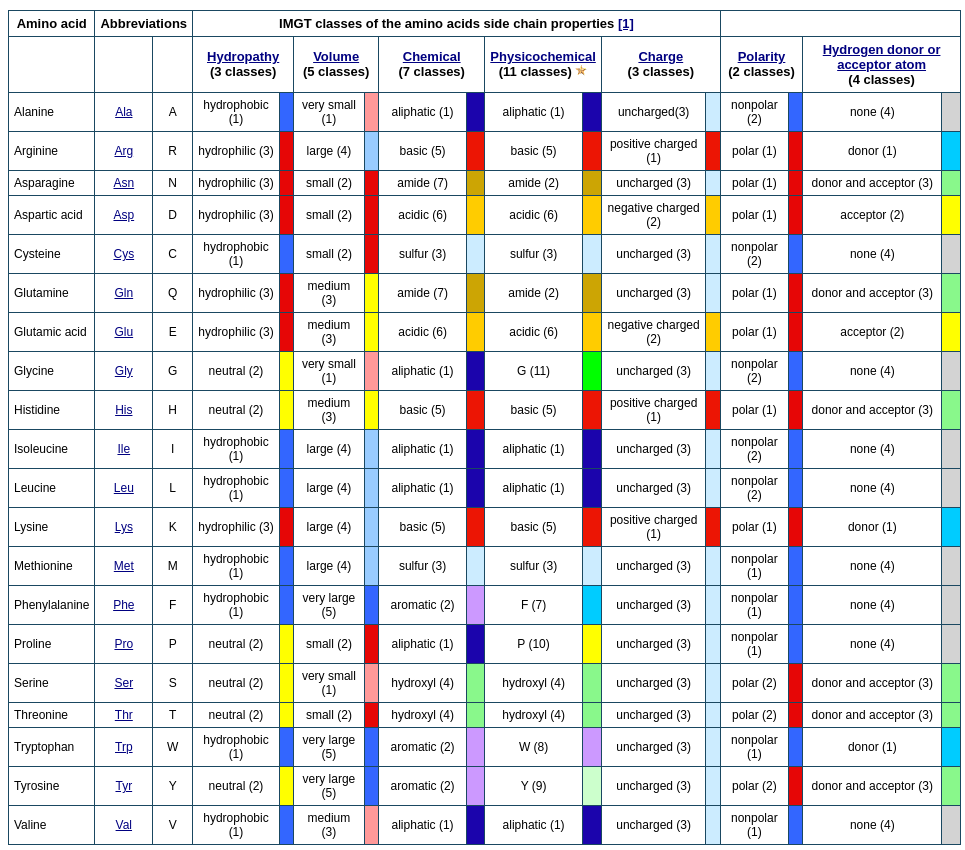 Amino acid Abbreviations IMGT classes of the amino acids side chain properties [1]
Hydropathy (3 classes) Volume (5 classes) Chemical (7 classes) Physicochemical (11 classes) Charge (3 classes) Polarity (2 classes) Hydrogen donor or acceptor atom (4 classes)
Alanine Ala A hydrophobic (1) very small (1) aliphatic (1) aliphatic (1) uncharged(3) nonpolar (2) none (4)
Arginine Arg R hydrophilic (3) large (4) basic (5) basic (5) positive charged (1) polar (1) donor (1)
Asparagine Asn N hydrophilic (3) small (2) amide (7) amide (2) uncharged (3) polar (1) donor and acceptor (3)
Aspartic acid Asp D hydrophilic (3) small (2) acidic (6) acidic (6) negative charged (2) polar (1) acceptor (2)
Cysteine Cys C hydrophobic (1) small (2) sulfur (3) sulfur (3) uncharged (3) nonpolar (2) none (4)
Glutamine Gln Q hydrophilic (3) medium (3) amide (7) amide (2) uncharged (3) polar (1) donor and acceptor (3)
Glutamic acid Glu E hydrophilic (3) medium (3) acidic (6) acidic (6) negative charged (2) polar (1) acceptor (2)
Glycine Gly G neutral (2) very small (1) aliphatic (1) G (11) uncharged (3) nonpolar (2) none (4)
Histidine His H neutral (2) medium (3) basic (5) basic (5) positive charged (1) polar (1) donor and acceptor (3)
Isoleucine Ile I hydrophobic (1) large (4) aliphatic (1) aliphatic (1) uncharged (3) nonpolar (2) none (4)
Leucine Leu L hydrophobic (1) large (4) aliphatic (1) aliphatic (1) uncharged (3) nonpolar (2) none (4)
Lysine Lys K hydrophilic (3) large (4) basic (5) basic (5) positive charged (1) polar (1) donor (1)
Methionine Met M hydrophobic (1) large (4) sulfur (3) sulfur (3) uncharged (3) nonpolar (1) none (4)
Phenylalanine Phe F hydrophobic (1) very large (5) aromatic (2) F (7) uncharged (3) nonpolar (1) none (4)
Proline Pro P neutral (2) small (2) aliphatic (1) P (10) uncharged (3) nonpolar (1) none (4)
Serine Ser S neutral (2) very small (1) hydroxyl (4) hydroxyl (4) uncharged (3) polar (2) donor and acceptor (3)
Threonine Thr T neutral (2) small (2) hydroxyl (4) hydroxyl (4) uncharged (3) polar (2) donor and acceptor (3)
Tryptophan Trp W hydrophobic (1) very large (5) aromatic (2) W (8) uncharged (3) nonpolar (1) donor (1)
Tyrosine Tyr Y neutral (2) very large (5) aromatic (2) Y (9) uncharged (3) polar (2) donor and acceptor (3)
Valine Val V hydrophobic (1) medium (3) aliphatic (1) aliphatic (1) uncharged (3) nonpolar (1) none (4)